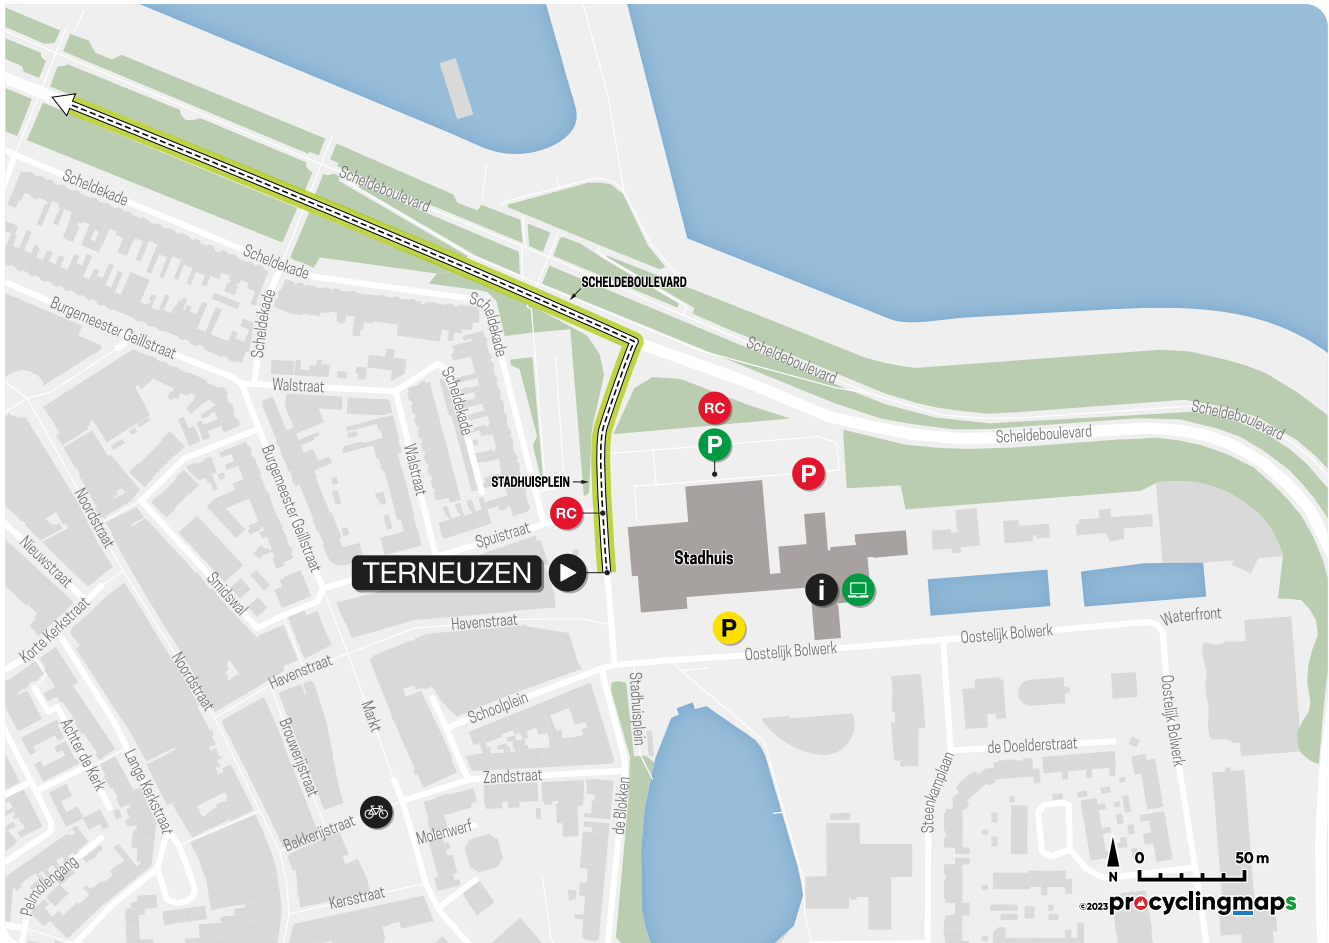 Scheldeboulevard
Scheldekade
Scheldekade
SCHELDEBOULEVARD
Scheldekade
Scheldekade
Burgemeester Geillstraat
Scheldeboulevard
Walstraat
Scheldekade
RC
Scheldeboulevard
Scheldeboulevard
P
Walstraat
Burgemeester Geillstraat
P
STADHUISPLEIN
Noordstraat
RC
Spuistraat
Stadhuis
Nieuwstraat
TERNEUZEN
i
Smidswal
Havenstraat
P
Waterfront
Korte Kerkstraat
Oostelijk Bolwerk
Oostelijk Bolwerk
Havenstraat
Noordstraat
Stadhuisplein
Oostelijk Bolwerk
Schoolplein
Markt
Brouwerijstraat
de Doelderstraat
Achter de Kerk
Zandstraat
Lange Kerkstraat
Steenkamplaan
de Blokken
Bakkerijstraat
Molenwerf
0 50 m
N
Pelmolengang
Kersstraat
©2023 procyclingmaps